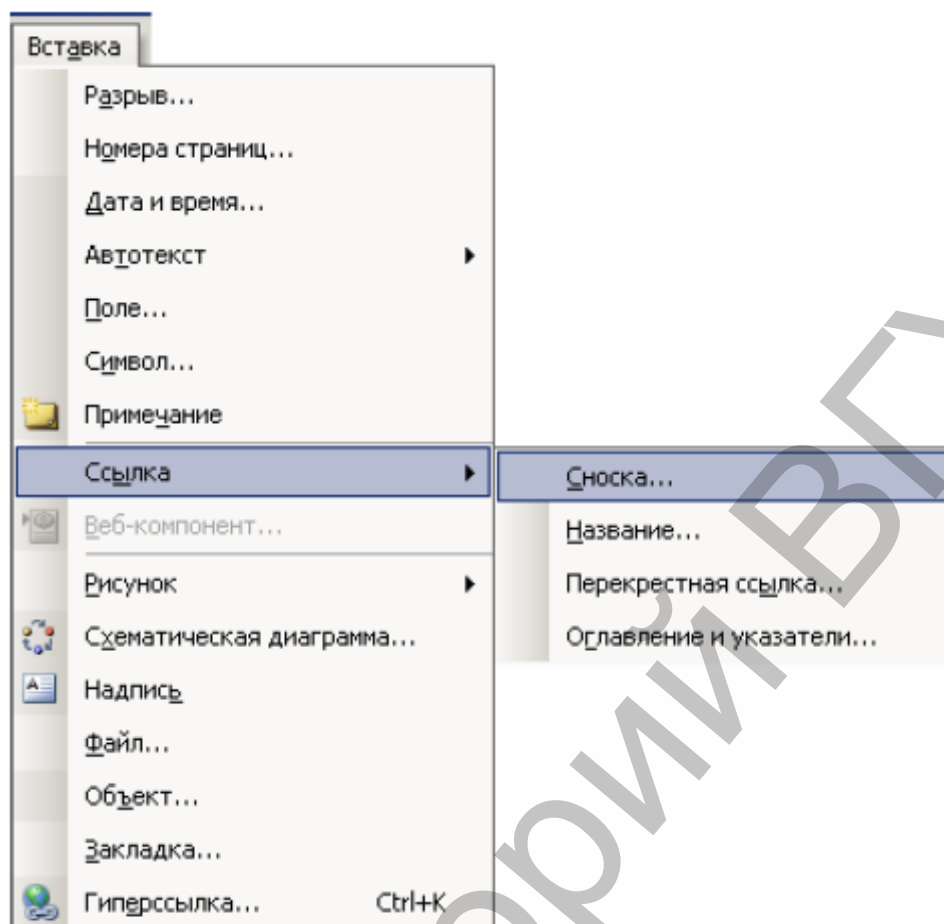 Вставка
Разрыв...
Номера страниц...
Дата и время...
Автотекст
Поле...
Символ...
Примечание
Ссылка
Веб-компонент...
Рисунок
Схематическая диаграмма...
Надпись
Файл...
Объект...
Закладка...
Гиперссылка... Ctrl+K
Сноска...
Название...
Перекрестная ссылка...
Оглавление и указатели...